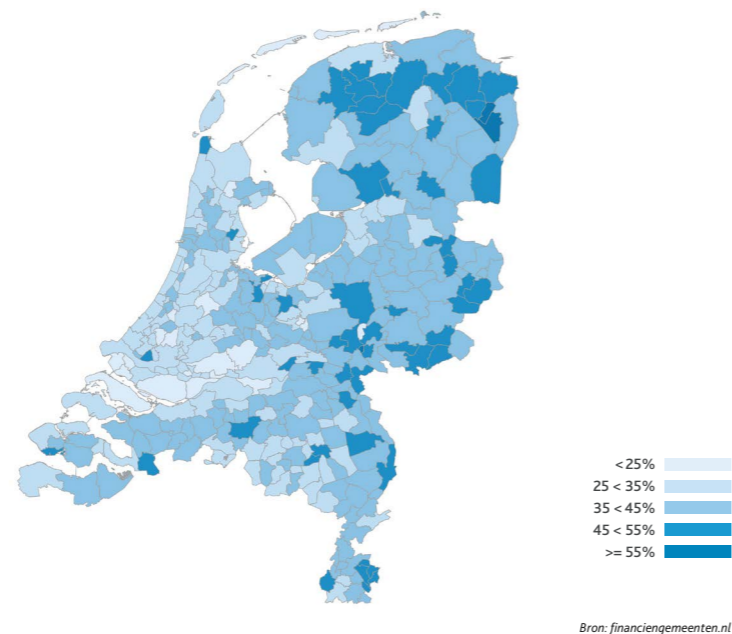 < 25%
25 < 35%
35 < 45%
45 < 55%
>= 55%
Bron: financiengemeenten.nl